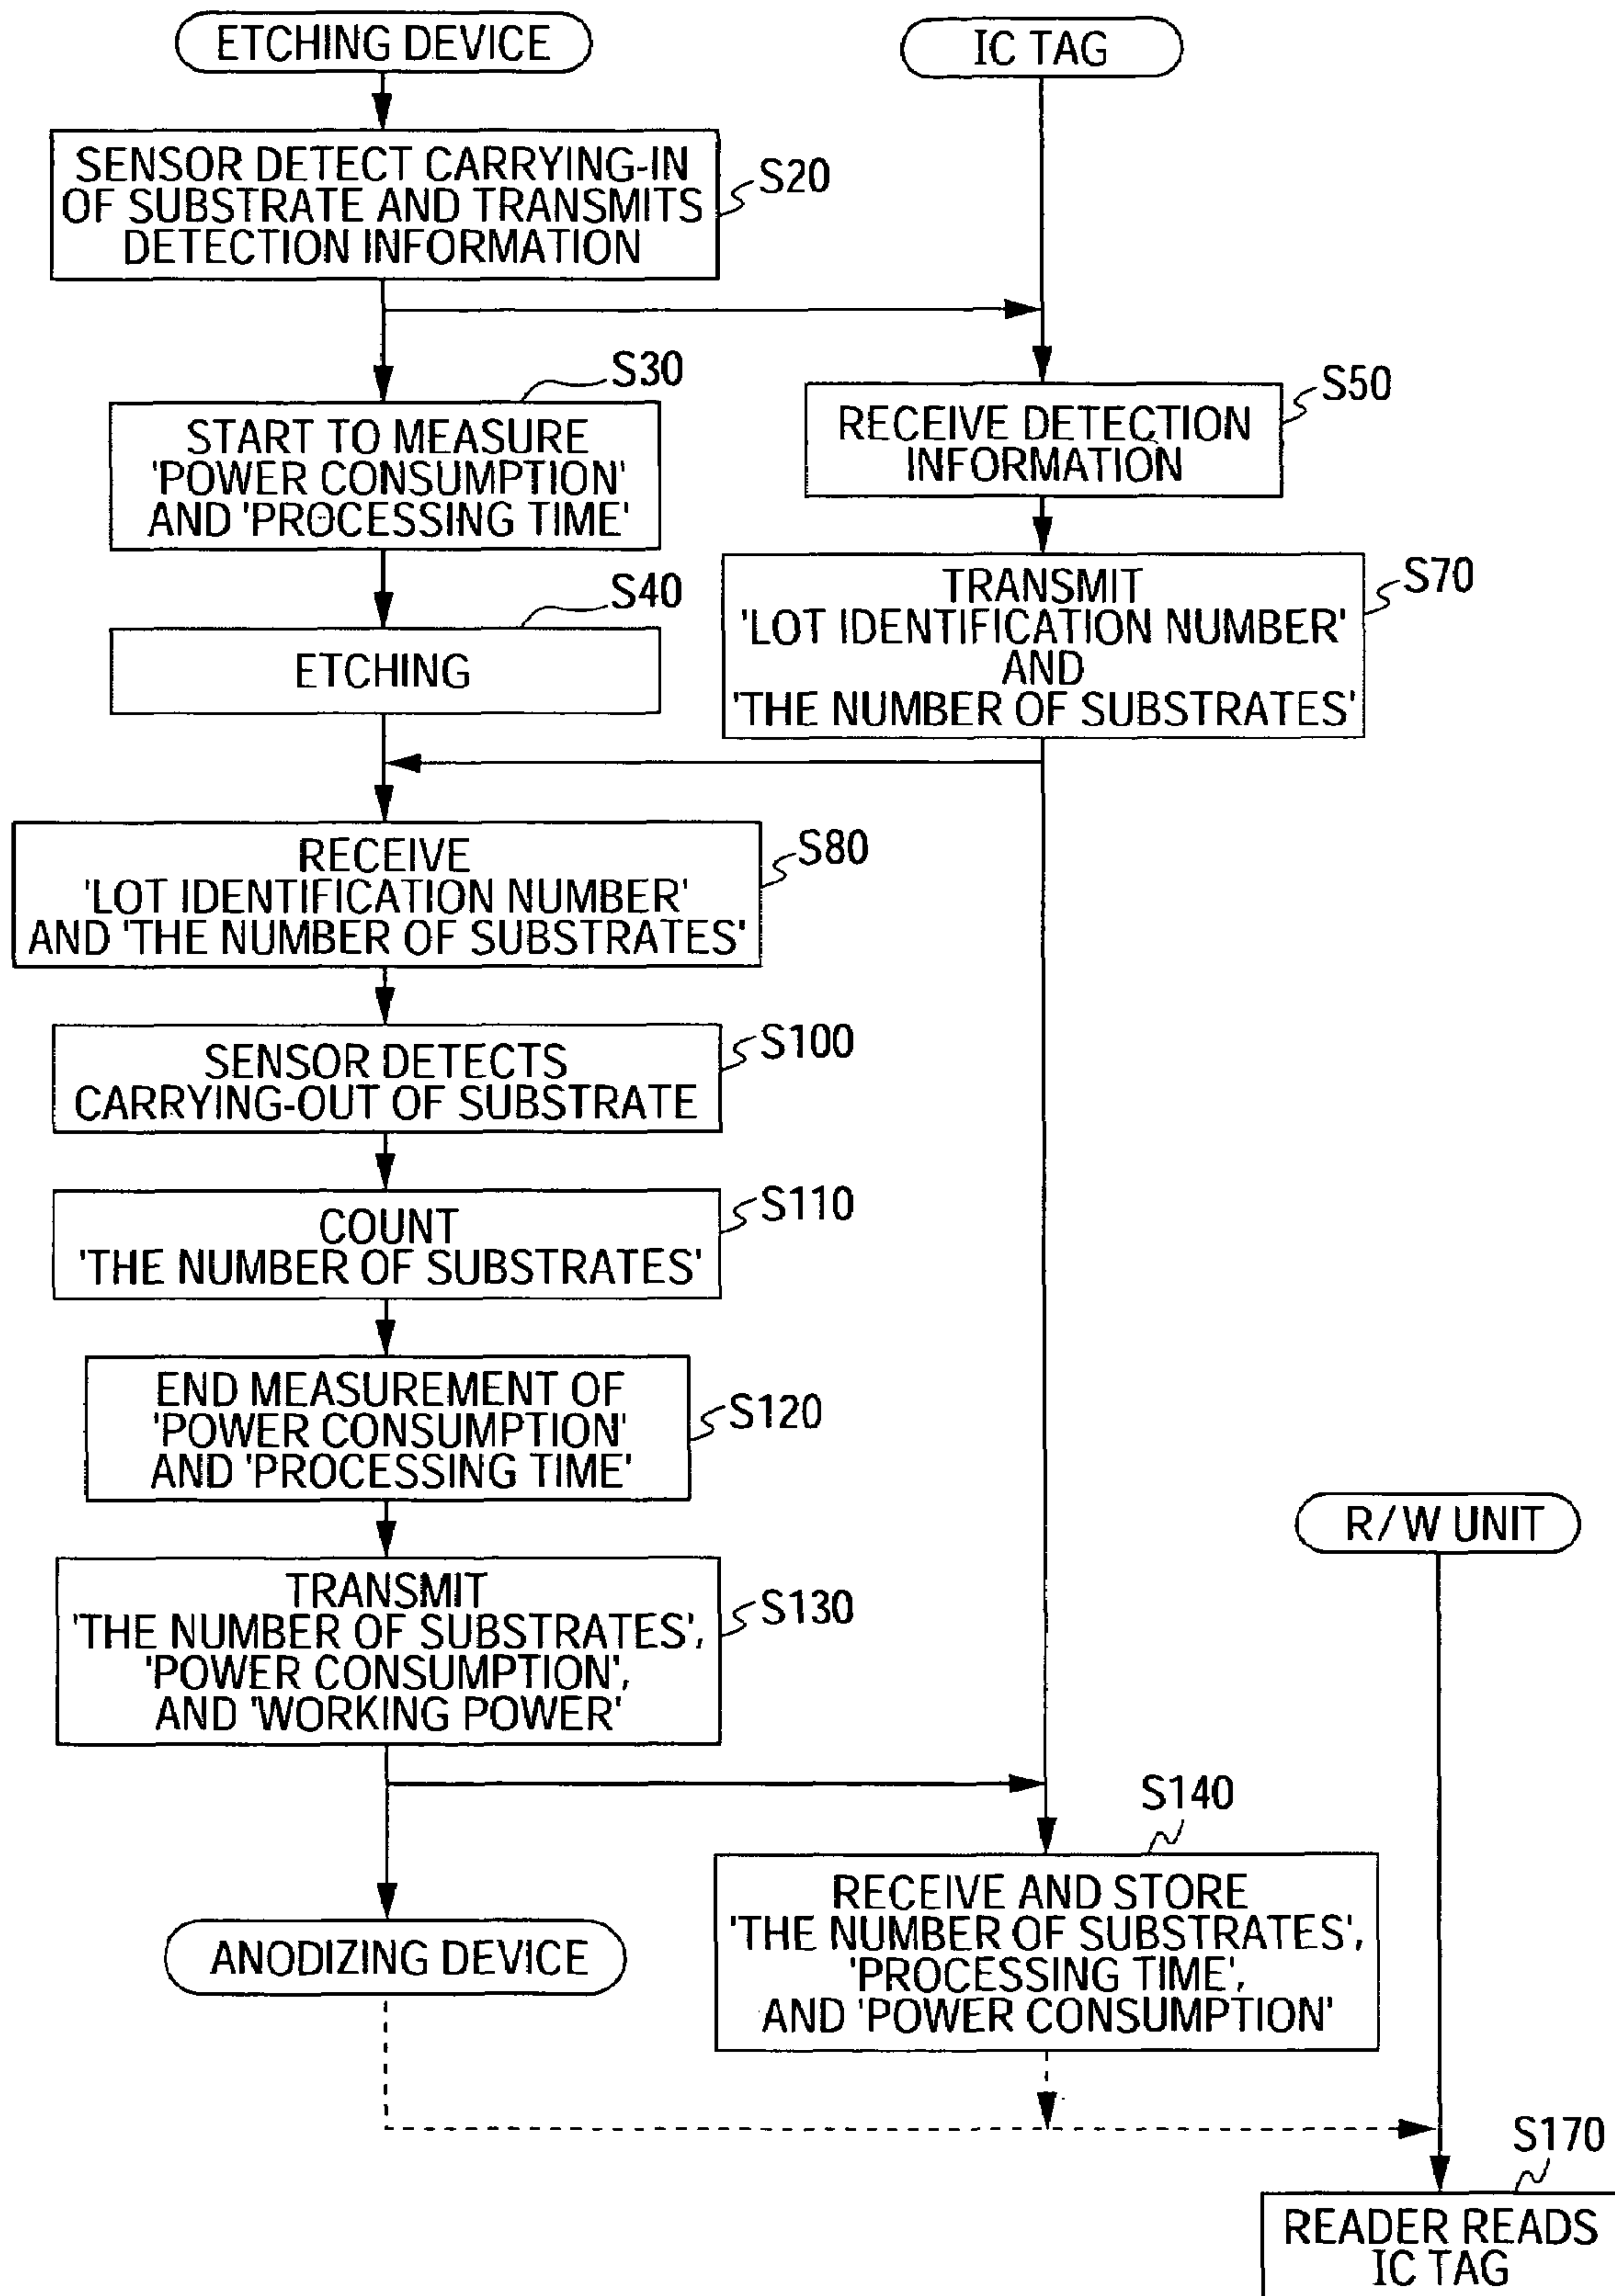 ETCHING DEVICE
IC TAG
SENSOR DETECT CARRYING-IN
OF SUBSTRATE AND TRANSMITS
DETECTION INFORMATION
S20
S30
START TO MEASURE
'POWER CONSUMPTION'
AND 'PROCESSING TIME'
S50
RECEIVE DETECTION
INFORMATION
S40
ETCHING
S70
TRANSMIT
'LOT IDENTIFICATION NUMBER'
AND
'THE NUMBER OF SUBSTRATES'
S80
RECEIVE
'LOT IDENTIFICATION NUMBER'
AND 'THE NUMBER OF SUBSTRATES'
S100
SENSOR DETECTS
CARRYING-OUT OF SUBSTRATE
S110
COUNT
'THE NUMBER OF SUBSTRATES'
S120
END MEASUREMENT OF
'POWER CONSUMPTION'
AND 'PROCESSING TIME'
R/W UNIT
S130
TRANSMIT
'THE NUMBER OF SUBSTRATES',
'POWER CONSUMPTION',
AND 'WORKING POWER'
S140
RECEIVE AND STORE
'THE NUMBER OF SUBSTRATES',
'PROCESSING TIME',
AND 'POWER CONSUMPTION'
ANODIZING DEVICE
S170
READER READS
IC TAG